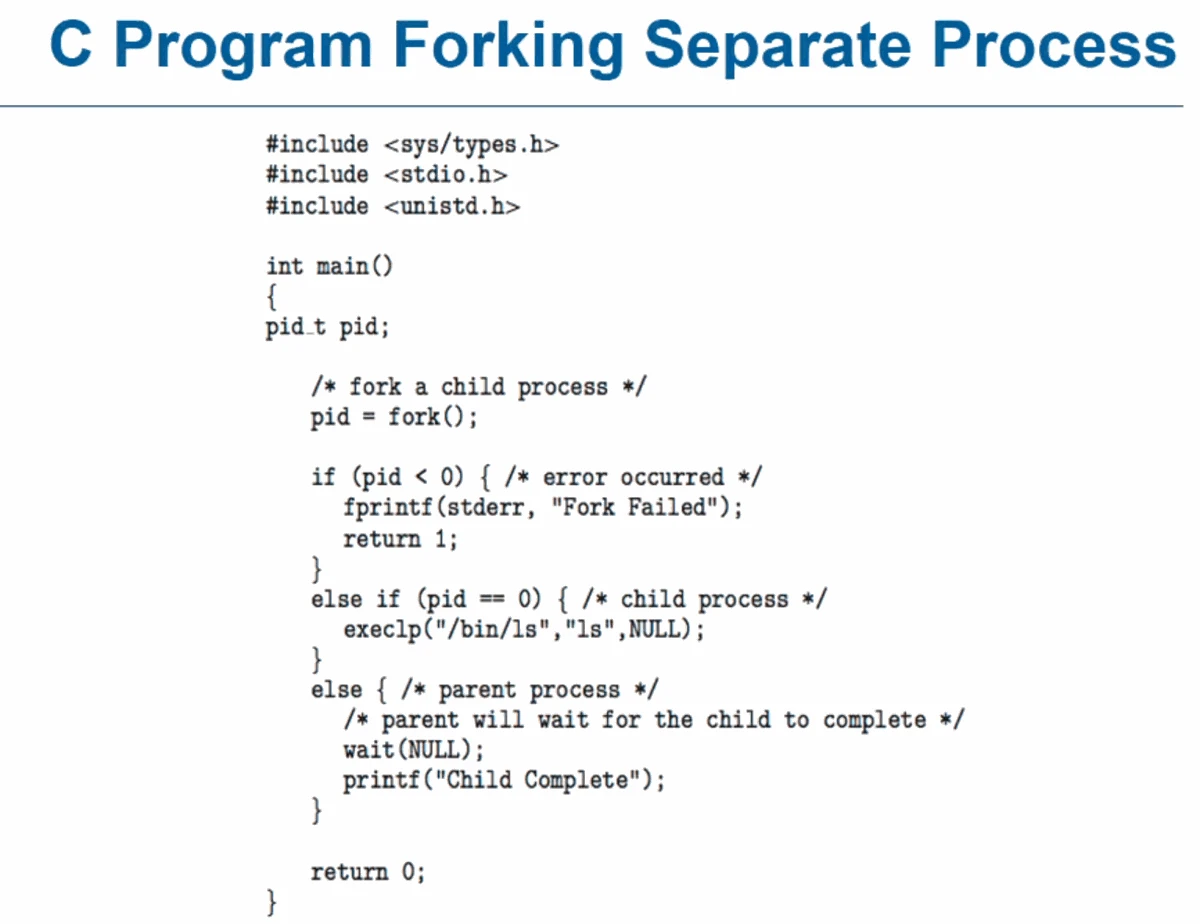 C Program Forking Separate Process
#include <sys/types.h>
#include <stdio.h>
#include <unistd.h>
int main()
{
pid_t pid;
/* fork a child process */
pid = fork();
if (pid < 0) { /* error occurred */
fprintf(stderr, "Fork Failed");
return 1;
}
else if (pid == 0) { /* child process */
execlp("/bin/ls","ls",NULL);
}
else { /* parent process */
/* parent will wait for the child to complete */
wait(NULL);
printf("Child Complete");
}
return 0;
}